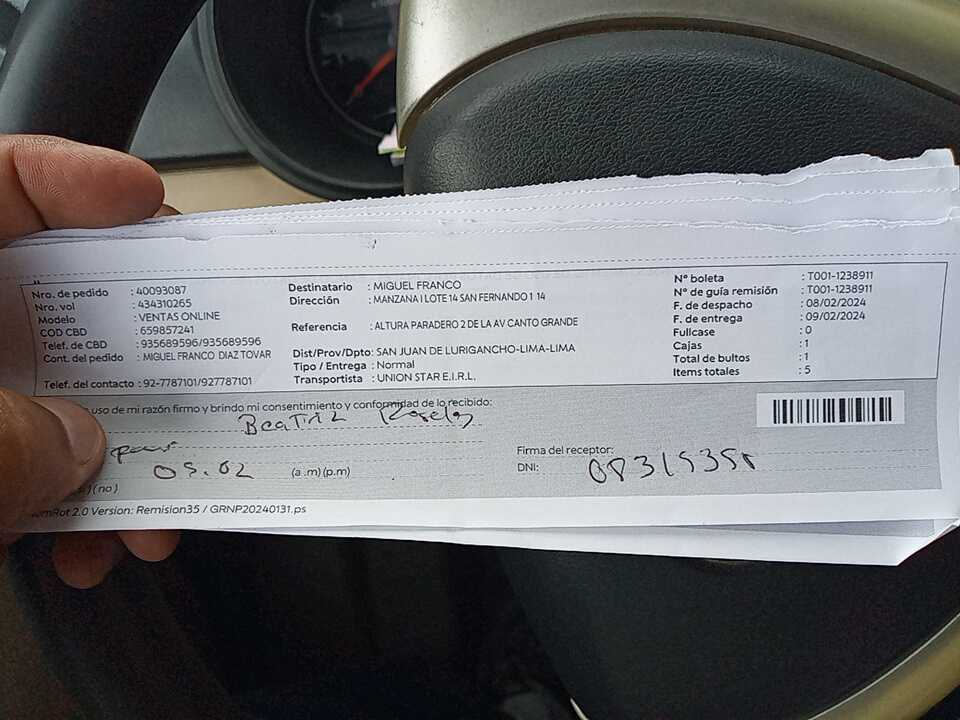 Nro. de pedido : 40093087
Nro. vol : 434310265
Modelo : VENTAS ONLINE
COD CBD : 659857241
Telef. de CBD : 935689596/935689596
Cont. del pedido : MIGUEL FRANCO DIAZ TOVAR
Telef. del contacto : 92-7787101/927787101
Destinatario : MIGUEL FRANCO
Dirección : MANZANA I LOTE 14 SAN FERNANDO 1 14
Referencia : ALTURA PARADERO 2 DE LA AV CANTO GRANDE
Dist/Prov/Dpto: SAN JUAN DE LURIGANCHO-LIMA-LIMA
Tipo / Entrega : Normal
Transportista : UNION STAR E.I.R.L.
Nº boleta : T001-1238911
Nº de guía remisión : T001-1238911
F. de despacho : 08/02/2024
F. de entrega : 09/02/2024
Fullcase : 0
Cajas : 1
Total de bultos : 1
Items totales : 5
uso de mi razón firmo y brindo mi consentimiento y conformidad de lo recibido:
Beatriz
(a.m)(p.m)
Firma del receptor:
DNI:
) (no)
2.0 Version: Remision35 / GRNP20240131.ps